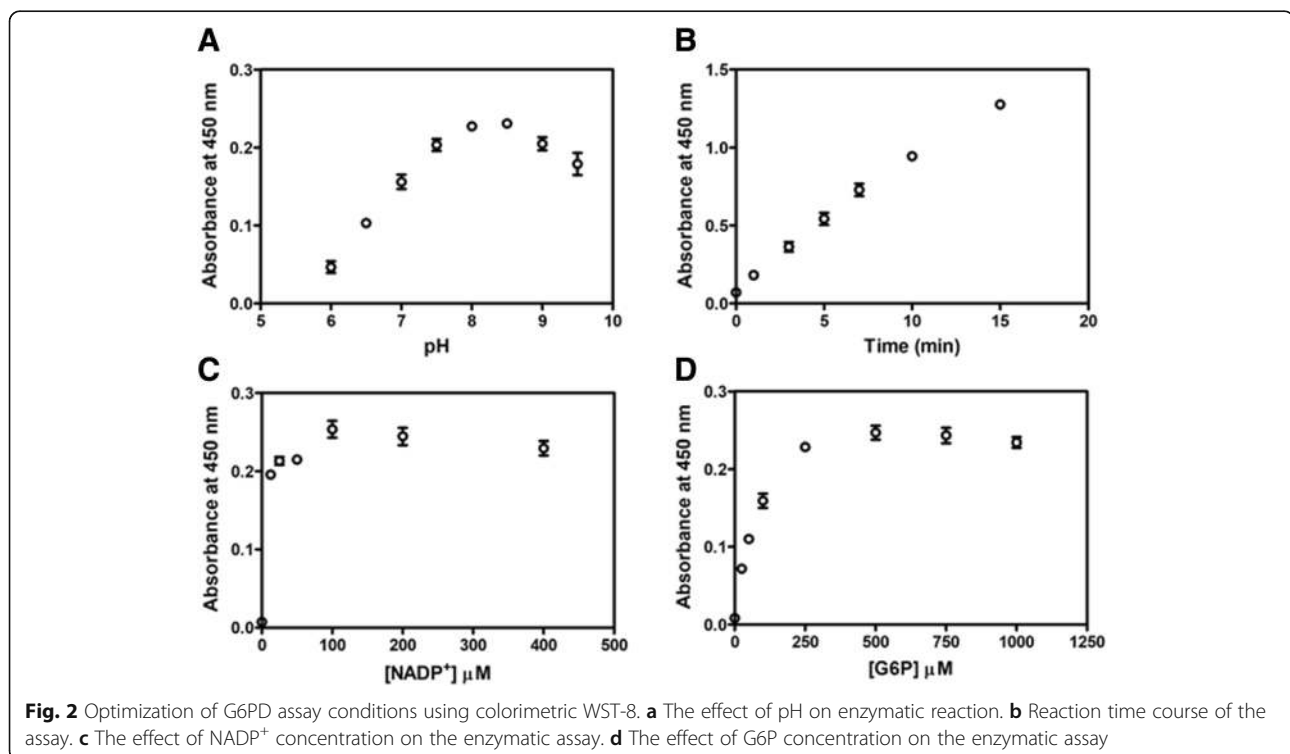 A
Absorbance at 450 nm
0.3
0.2
0.1
0.0
5 6 7 8 9 10
pH
B
Absorbance at 450 nm
1.5
1.0
0.5
0.0
0 5 10 15 20
Time (min)
C
Absorbance at 450 nm
0.3
0.2
0.1
0.0
0 100 200 300 400 500
[NADP⁺] µM
D
Absorbance at 450 nm
0.3
0.2
0.1
0.0
0 250 500 750 1000 1250
[G6P] µM
Fig. 2 Optimization of G6PD assay conditions using colorimetric WST-8. a The effect of pH on enzymatic reaction. b Reaction time course of the
assay. c The effect of NADP⁺ concentration on the enzymatic assay. d The effect of G6P concentration on the enzymatic assay